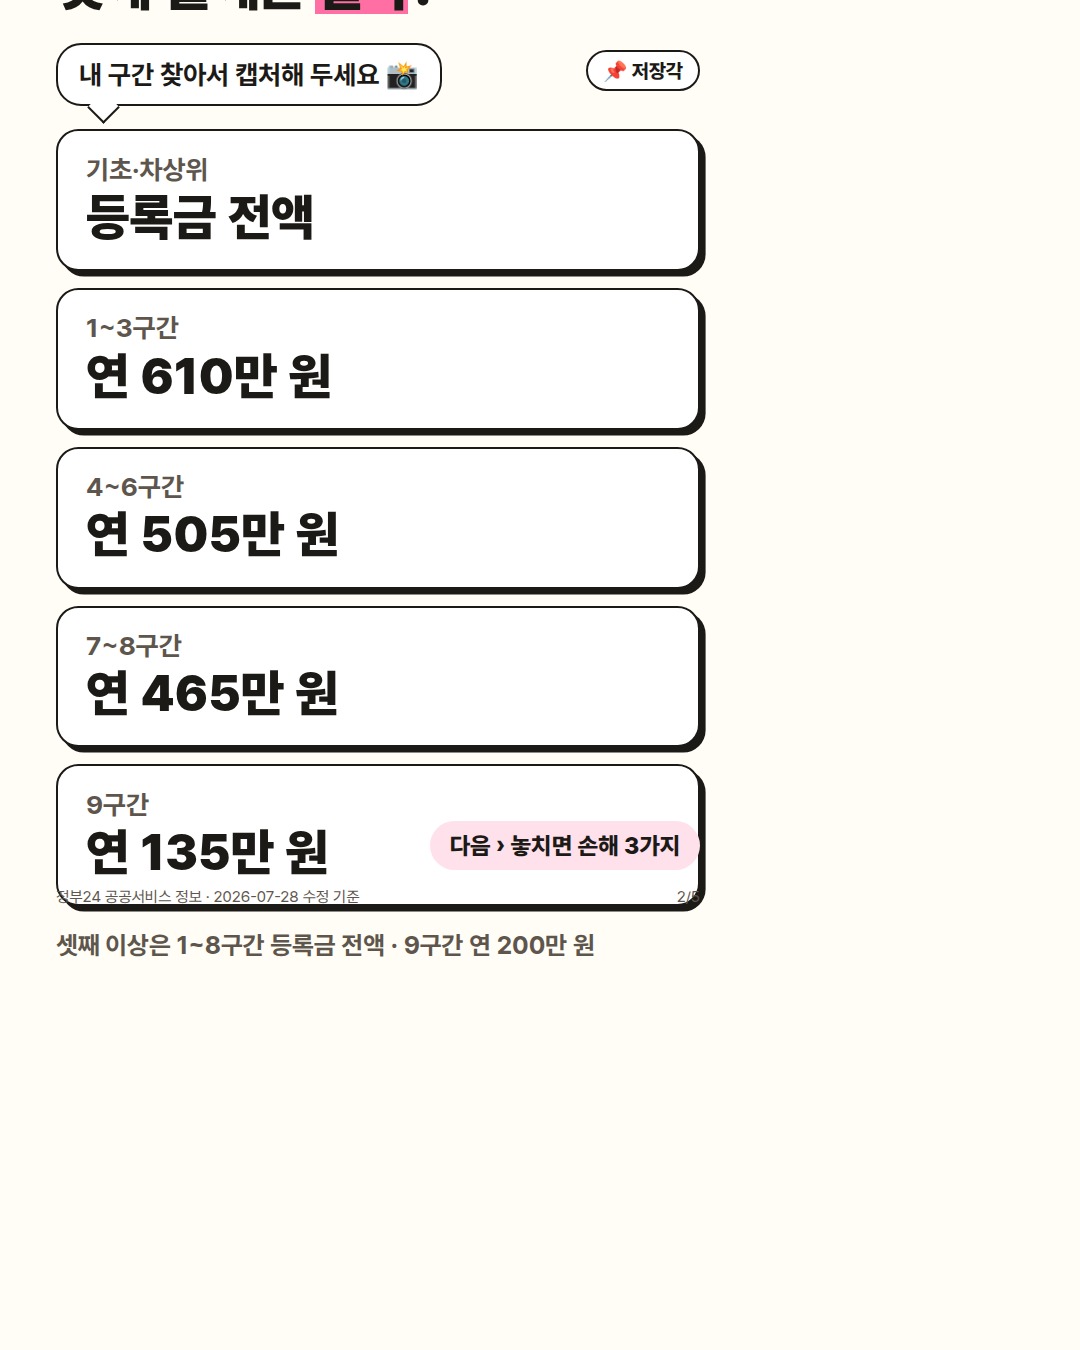 내 구간 찾아서 캡처해 두세요 📸
📌 저장각
기초·차상위
등록금 전액
1~3구간
연 610만 원
4~6구간
연 505만 원
7~8구간
연 465만 원
9구간
연 135만 원
다음 › 놓치면 손해 3가지
정부24 공공서비스 정보 · 2026-07-28 수정 기준
2/5
셋째 이상은 1~8구간 등록금 전액 · 9구간 연 200만 원